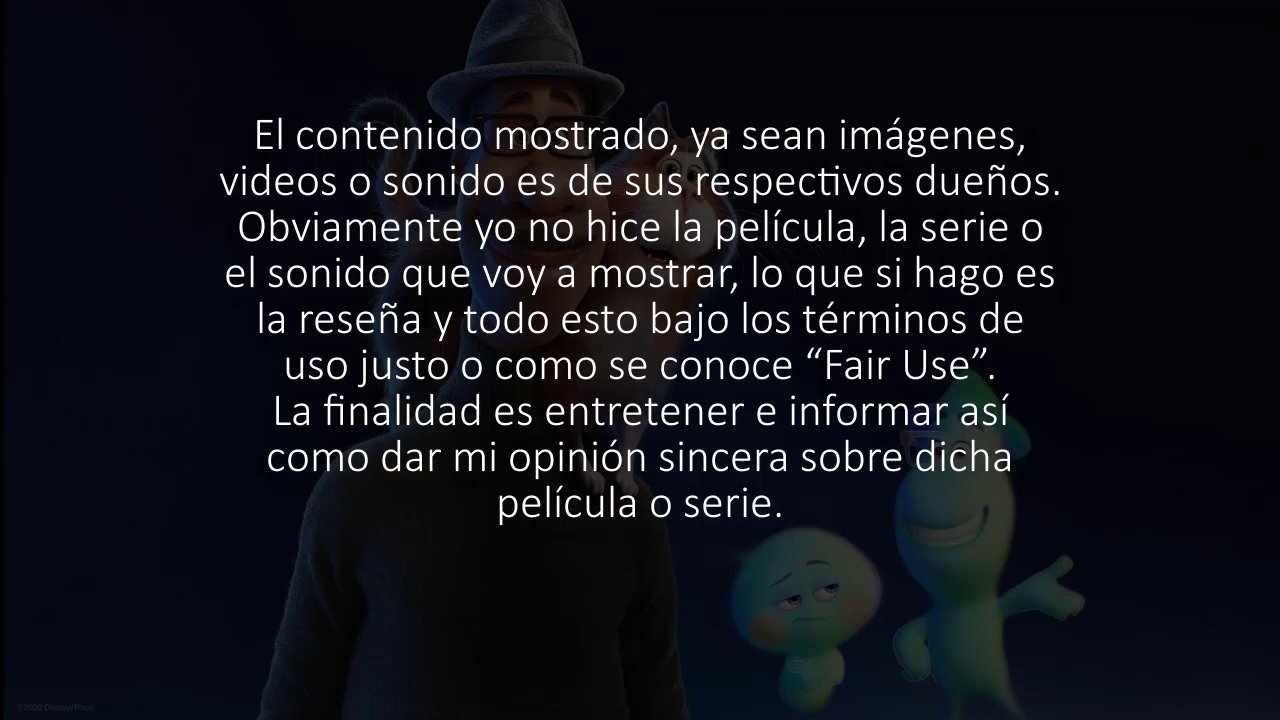 El contenido mostrado, ya sean imágenes,
videos o sonido es de sus respectivos dueños.
Obviamente yo no hice la película, la serie o
el sonido que voy a mostrar, lo que si hago es
la reseña y todo esto bajo los términos de
uso justo o como se conoce “Fair Use”.
La finalidad es entretener e informar así
como dar mi opinión sincera sobre dicha
película o serie.
©2020 Disney/Pixar